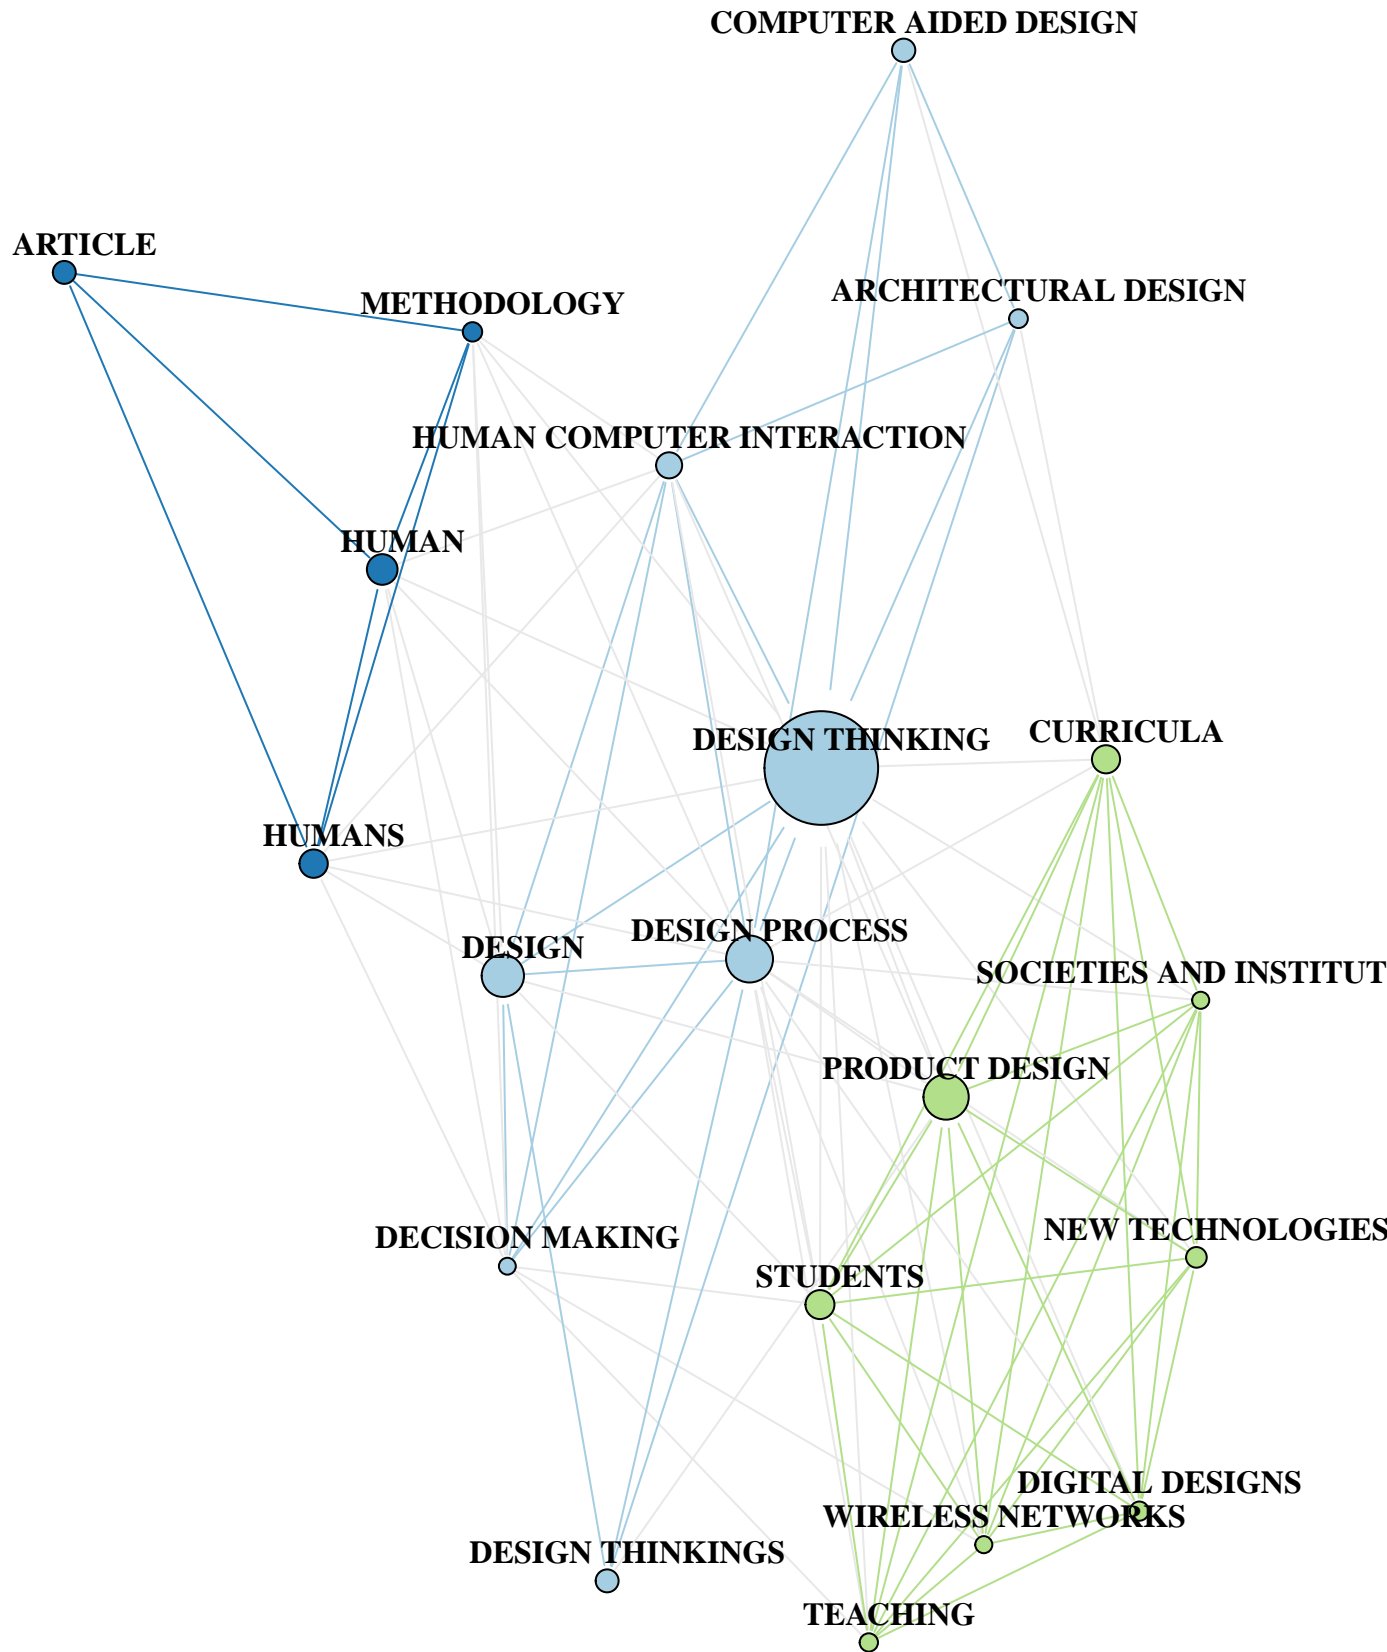 COMPUTER AIDED DESIGN
ARTICLE
ARCHITECTURAL DESIGN
METHODOLOGY
HUMAN COMPUTER INTERACTION
HUMAN
CURRICULA
DESIGN THINKING
HUMANS
DESIGN PROCESS
DESIGN
SOCIETIES AND INSTITUT
PRODUCT DESIGN
NEW TECHNOLOGIES
DECISION MAKING
STUDENTS
DIGITAL DESIGNS
WIRELESS NETWORKS
DESIGN THINKINGS
TEACHING